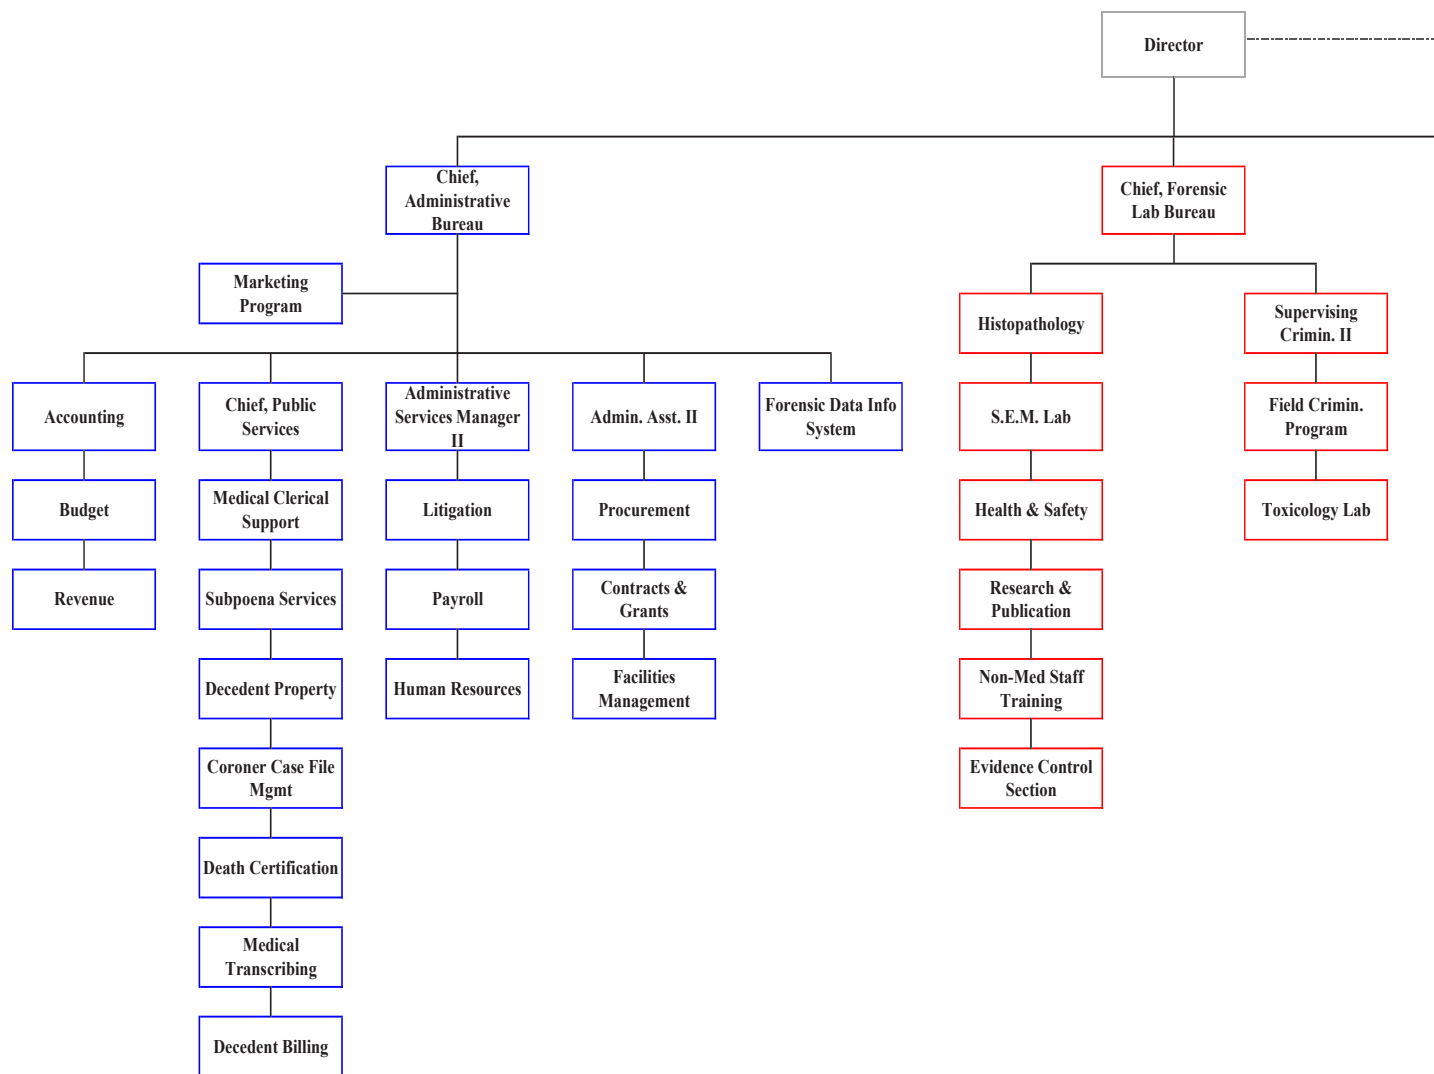 Director
Chief,
Administrative
Bureau
Chief, Forensic
Lab Bureau
Marketing
Program
Histopathology
Supervising
Crimin. II
Accounting
Chief, Public
Services
Administrative
Services Manager
II
Admin. Asst. II
Forensic Data Info
System
S.E.M. Lab
Field Crimin.
Program
Budget
Medical Clerical
Support
Litigation
Procurement
Health & Safety
Toxicology Lab
Revenue
Subpoena Services
Payroll
Contracts &
Grants
Research &
Publication
Decedent Property
Human Resources
Facilities
Management
Non-Med Staff
Training
Coroner Case File
Mgmt
Evidence Control
Section
Death Certification
Medical
Transcribing
Decedent Billing